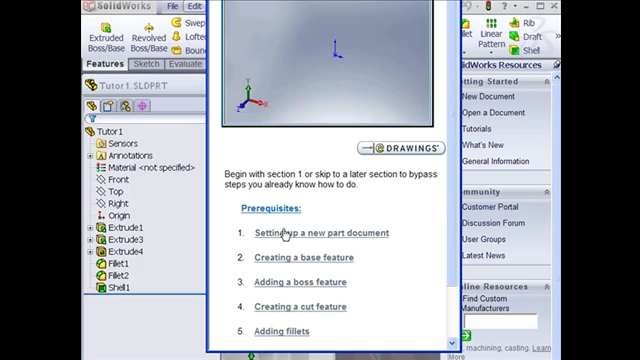 SolidWorks
File
Extruded
Boss/Base
Revolved
Boss/Base
Swep
Lofte
Boun
Features
Sketch
Evaluate
Tutor1.SLDPRT
Tutor1
Sensors
Annotations
Material <not specified>
Front
Top
Right
Origin
Extrude1
Extrude3
Extrude4
Fillet1
Fillet2
Shell1
Y
X
Z
DRAWINGS
Begin with section 1 or skip to a later section to bypass
steps you already know how to do.
Prerequisites:
1. Setting up a new part document
2. Creating a base feature
3. Adding a boss feature
4. Creating a cut feature
5. Adding fillets
Fillet
Linear
Pattern
Rib
Draft
Shell
SolidWorks Resources
Getting Started
New Document
Open a Document
Tutorials
What's New
General Information
Community
Customer Portal
Discussion Forum
User Groups
Latest News
Online Resources
Find Custom
Manufacturers
machining, casting.
Learn